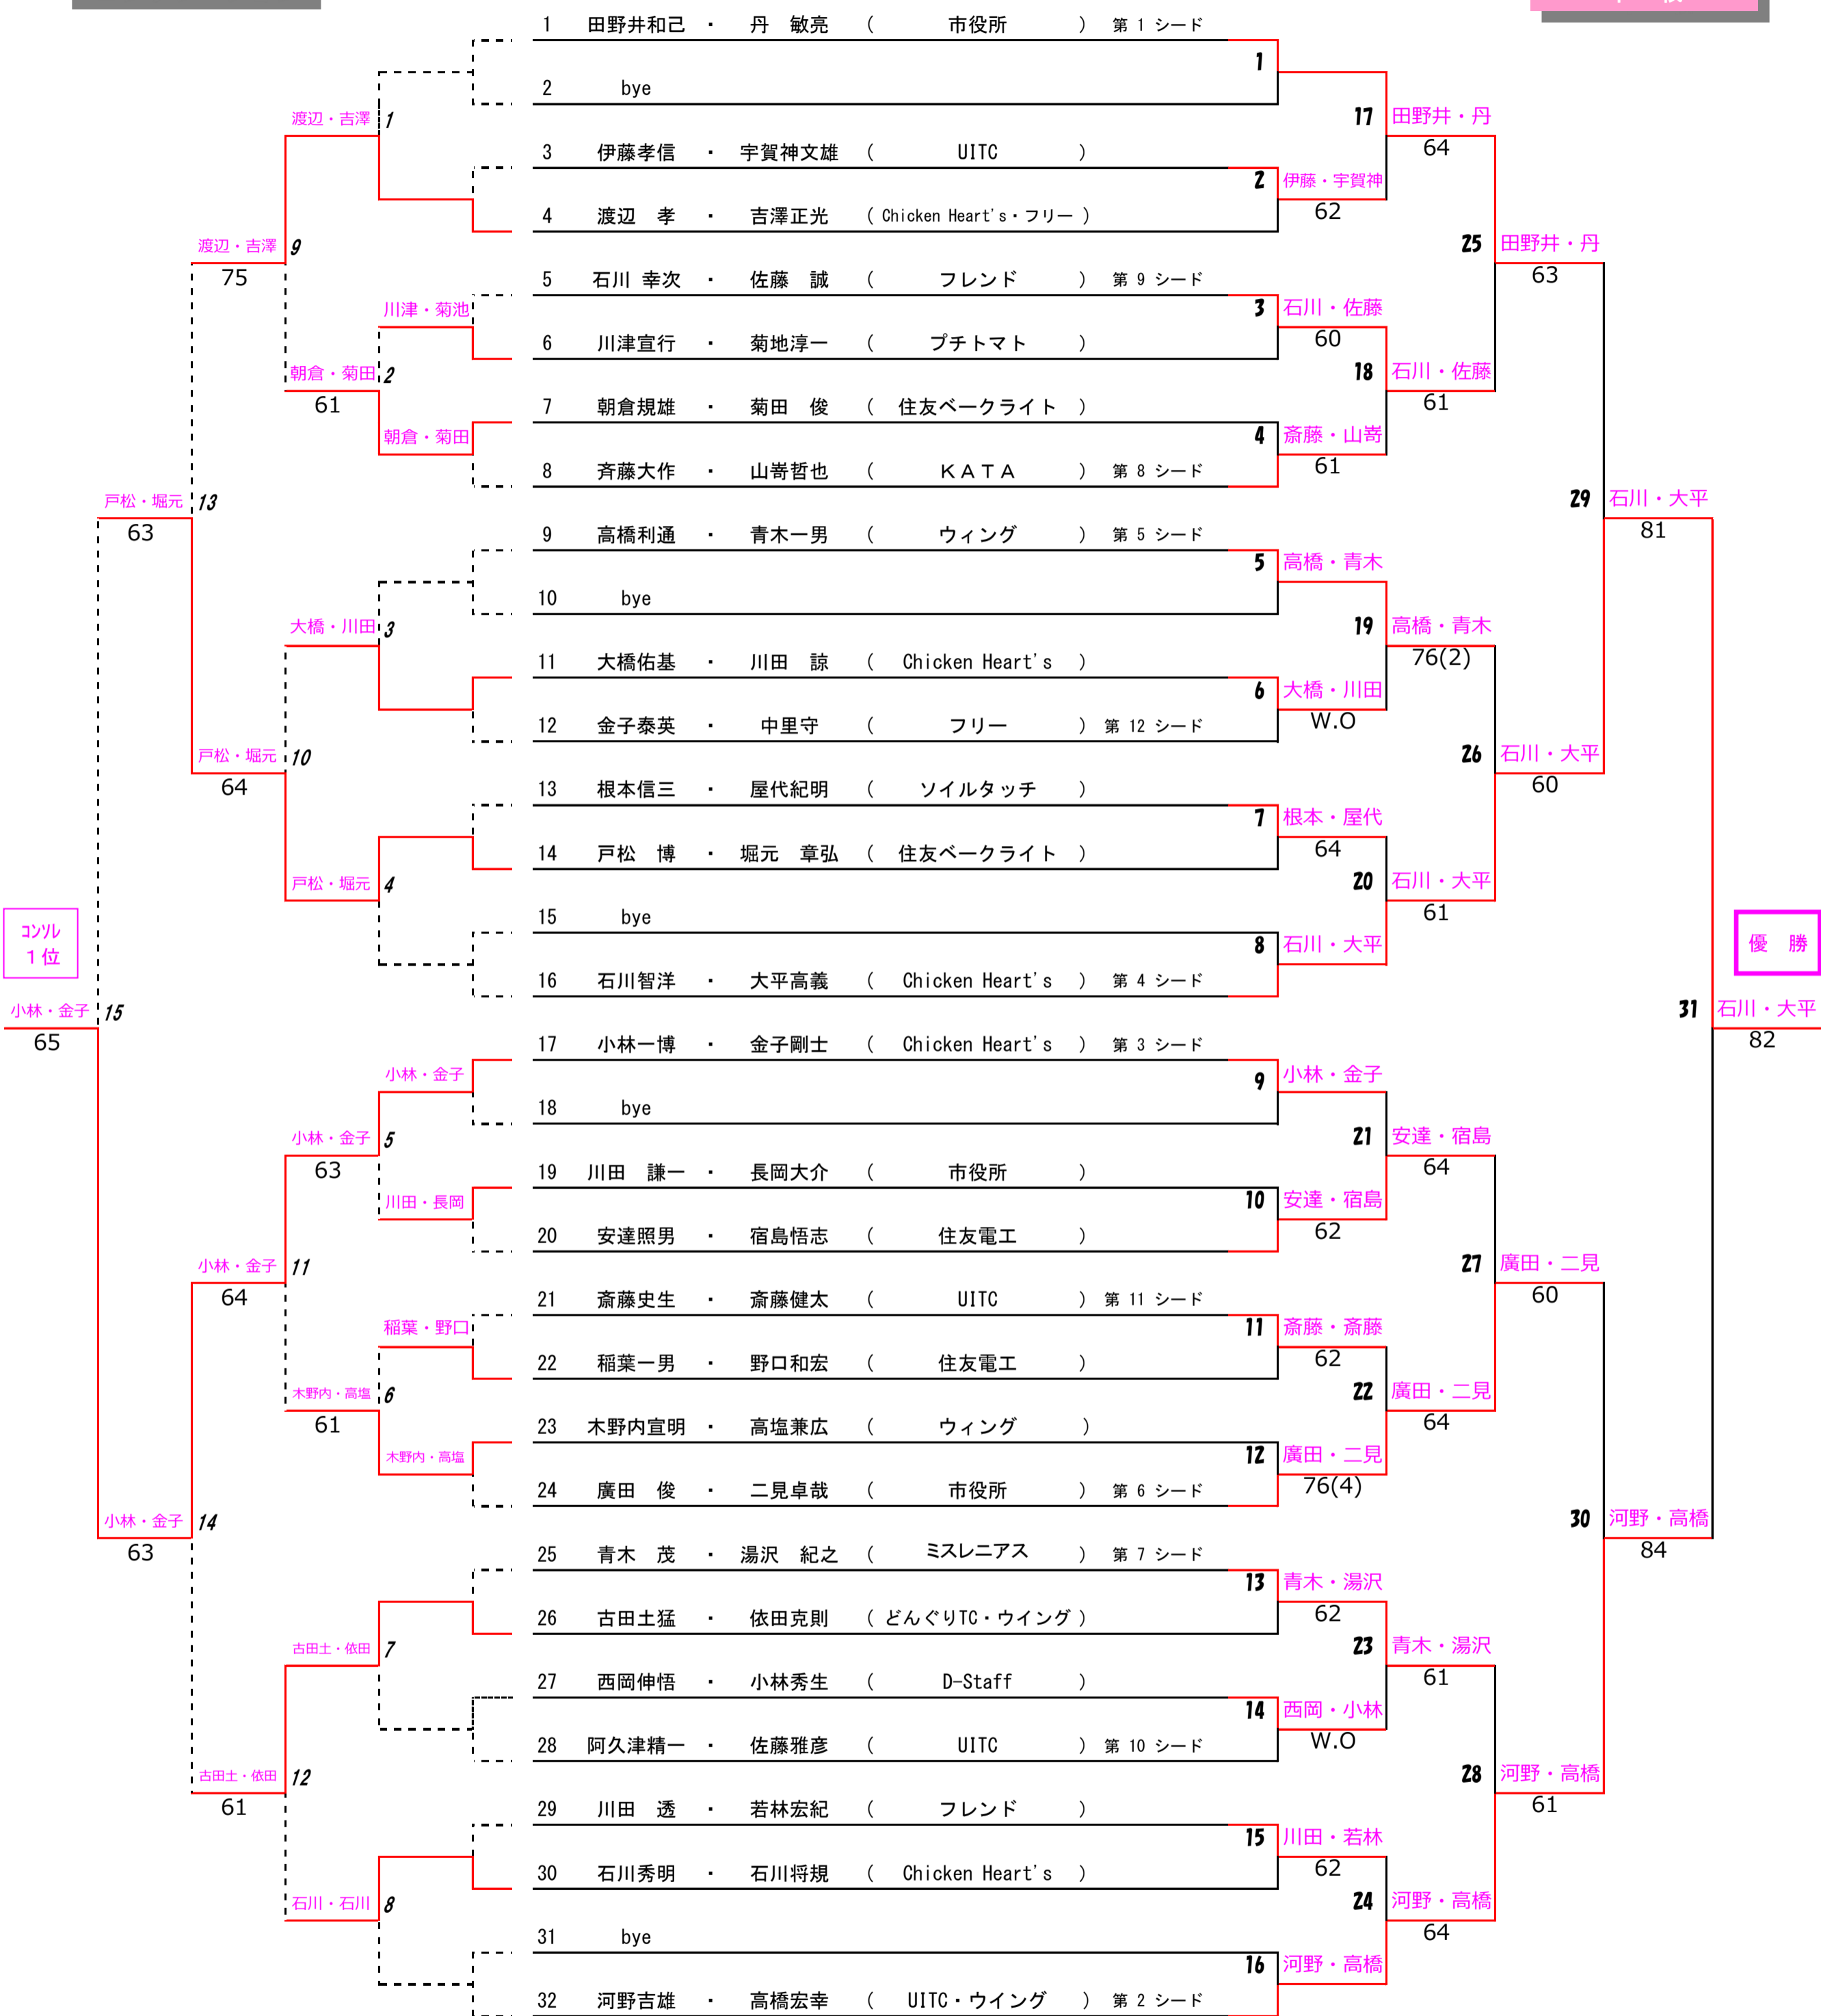 1 田野井和己 ・ 丹 敏亮 ( 市役所 ) 第 1 シード
2 bye
3 伊藤孝信 ・ 宇賀神文雄 ( UITC )
4 渡辺 孝 ・ 吉澤正光 ( Chicken Heart's・フリー )
5 石川 幸次 ・ 佐藤 誠 ( フレンド ) 第 9 シード
6 川津宣行 ・ 菊地淳一 ( プチトマト )
7 朝倉規雄 ・ 菊田 俊 ( 住友ベークライト )
8 斉藤大作 ・ 山嵜哲也 ( KATA ) 第 8 シード
9 高橋利通 ・ 青木一男 ( ウィング ) 第 5 シード
10 bye
11 大橋佑基 ・ 川田 諒 ( Chicken Heart's )
12 金子泰英 ・ 中里守 ( フリー ) 第 12 シード
13 根本信三 ・ 屋代紀明 ( ソイルタッチ )
14 戸松 博 ・ 堀元 章弘 ( 住友ベークライト )
15 bye
16 石川智洋 ・ 大平高義 ( Chicken Heart's ) 第 4 シード
17 小林一博 ・ 金子剛士 ( Chicken Heart's ) 第 3 シード
18 bye
19 川田 謙一 ・ 長岡大介 ( 市役所 )
20 安達照男 ・ 宿島悟志 ( 住友電工 )
21 斎藤史生 ・ 斎藤健太 ( UITC ) 第 11 シード
22 稲葉一男 ・ 野口和宏 ( 住友電工 )
23 木野内宣明 ・ 高塩兼広 ( ウィング )
24 廣田 俊 ・ 二見卓哉 ( 市役所 ) 第 6 シード
25 青木 茂 ・ 湯沢 紀之 ( ミスレニアス ) 第 7 シード
26 古田土猛 ・ 依田克則 ( どんぐりTC・ウイング )
27 西岡伸悟 ・ 小林秀生 ( D-Staff )
28 阿久津精一 ・ 佐藤雅彦 ( UITC ) 第 10 シード
29 川田 透 ・ 若林宏紀 ( フレンド )
30 石川秀明 ・ 石川将規 ( Chicken Heart's )
31 bye
32 河野吉雄 ・ 高橋宏幸 ( UITC・ウイング ) 第 2 シード
1
2 伊藤・宇賀神
62
3 石川・佐藤
60
4 斎藤・山嵜
61
5 高橋・青木
6 大橋・川田
W.O
7 根本・屋代
64
8 石川・大平
9 小林・金子
10 安達・宿島
62
11 斎藤・斎藤
62
12 廣田・二見
76(4)
13 青木・湯沢
62
14 西岡・小林
W.O
15 川田・若林
62
16 河野・高橋
17 田野井・丹
64
18 石川・佐藤
61
19 高橋・青木
76(2)
20 石川・大平
61
21 安達・宿島
64
22 廣田・二見
64
23 青木・湯沢
61
24 河野・高橋
64
25 田野井・丹
63
26 石川・大平
60
27 廣田・二見
60
28 河野・高橋
61
29 石川・大平
81
30 河野・高橋
84
優 勝
31 石川・大平
82
川津・菊池
朝倉・菊田
小林・金子
川田・長岡
稲葉・野口
木野内・高塩
渡辺・吉澤 1
朝倉・菊田 2
61
大橋・川田 3
戸松・堀元 4
小林・金子 5
63
木野内・高塩 6
61
古田土・依田 7
石川・石川 8
渡辺・吉澤 9
75
戸松・堀元 10
64
小林・金子 11
64
古田土・依田 12
61
戸松・堀元 13
63
小林・金子 14
63
コンソル
1位
小林・金子 15
65